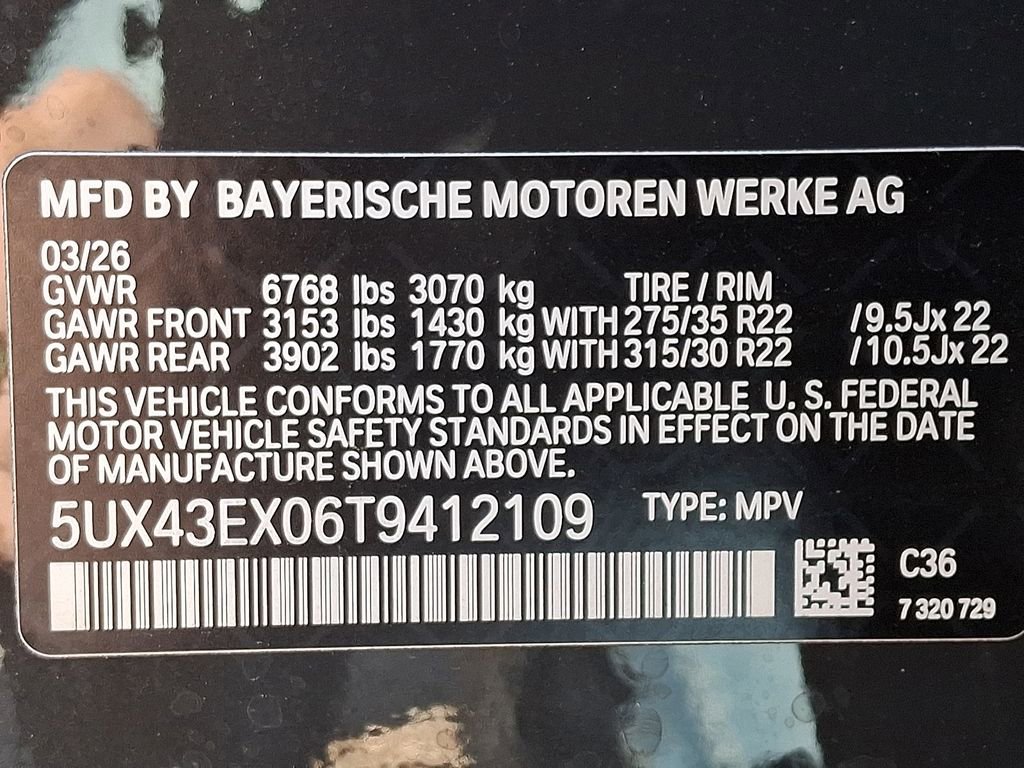 MFD BY BAYERISCHE MOTOREN WERKE AG
03/26
GVWR 6768 lbs 3070 kg TIRE / RIM
GAWR FRONT 3153 lbs 1430 kg WITH 275/35 R22 /9.5Jx 22
GAWR REAR 3902 lbs 1770 kg WITH 315/30 R22 /10.5Jx 22
THIS VEHICLE CONFORMS TO ALL APPLICABLE U. S. FEDERAL
MOTOR VEHICLE SAFETY STANDARDS IN EFFECT ON THE DATE
OF MANUFACTURE SHOWN ABOVE.
5UX43EX06T9412109 TYPE: MPV
C36
7 320 729